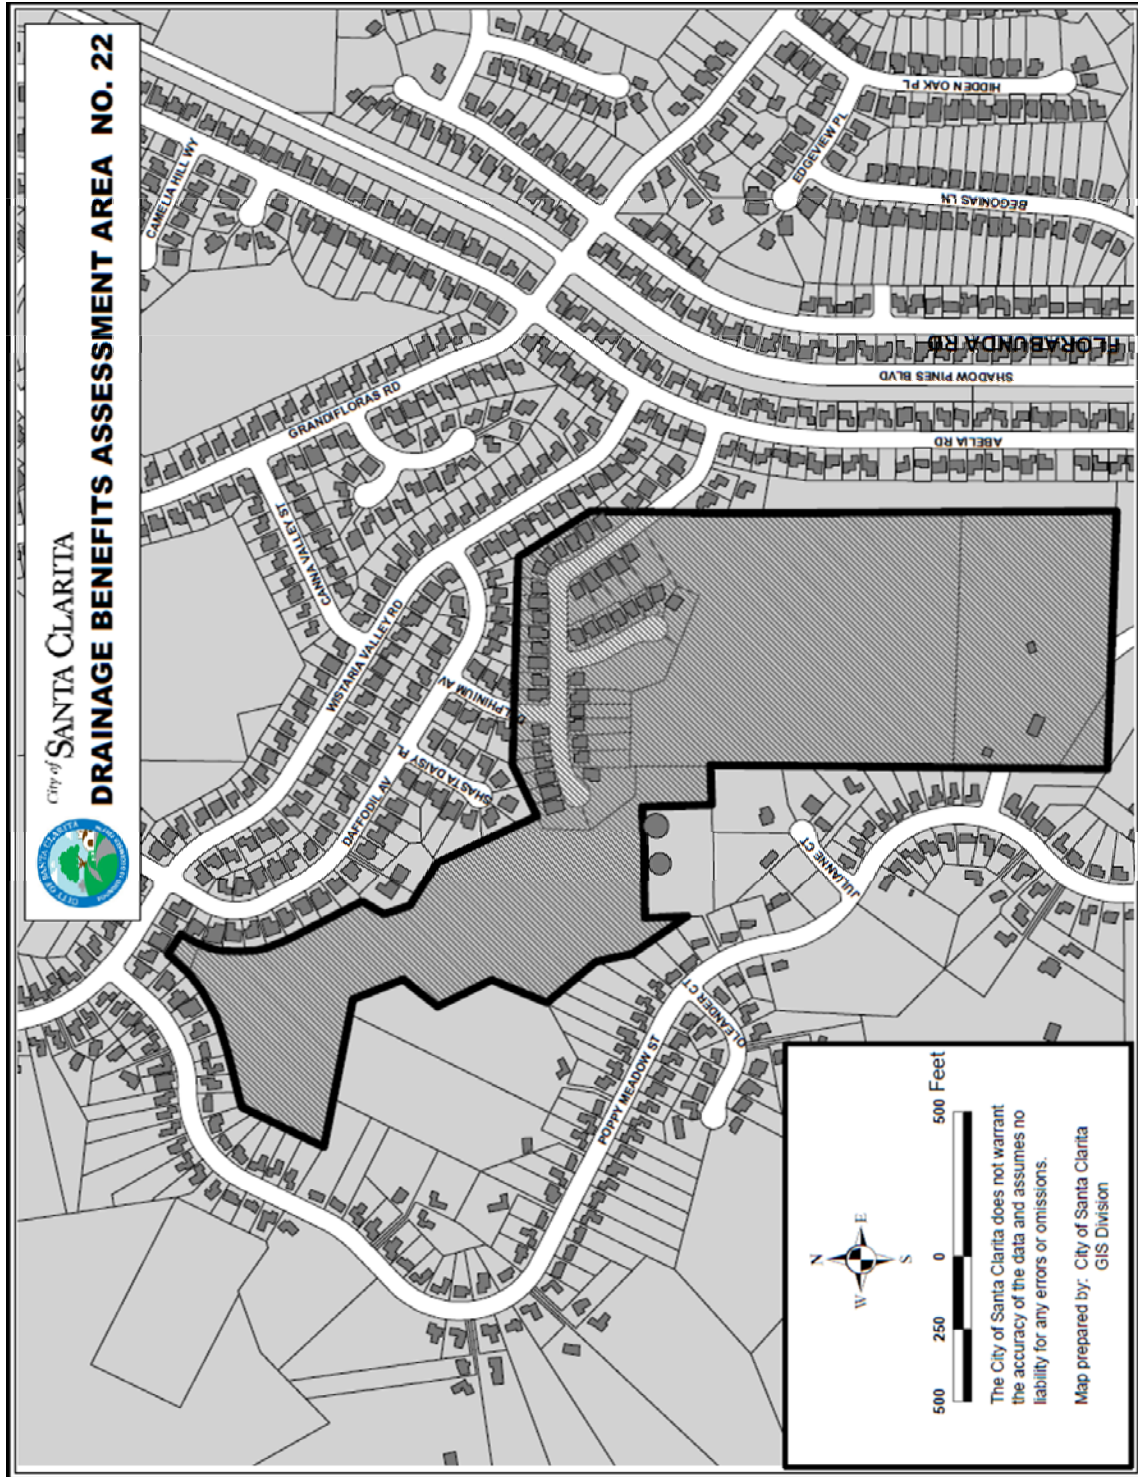 City of SANTA CLARITA
DRAINAGE BENEFITS ASSESSMENT AREA NO. 22
CAMELIA HILL WY
GRANDIFLORAS RD
CANNA VALLEY ST
WISTARIA VALLEY RD
DAFFODIL AV
SHASTA DAISY PL
HIDDEN OAK PL
EDGEVIEW PL
BEGONIAS LN
FLORABUNDA RD
SHADOW PINES BLVD
ABELIA RD
JULIANNE CT
OLEANDER CT
POPPY MEADOW ST
N
W
E
S
500 250 0 500 Feet
The City of Santa Clarita does not warrant
the accuracy of the data and assumes no
liability for any errors or omissions.
Map prepared by: City of Santa Clarita
GIS Division